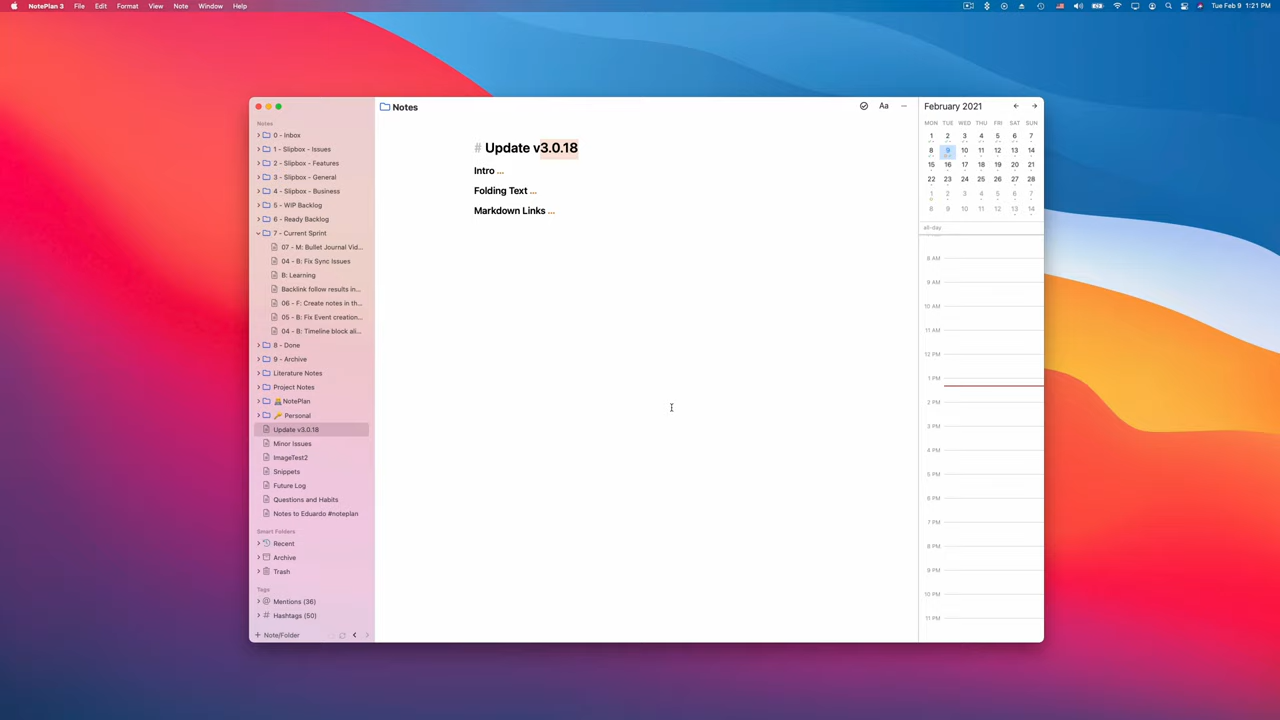 NotePlan 3 File Edit Format View Note Window Help Tue Feb 9 1:21 PM
Notes
0 - Inbox
1 - Slipbox - Issues
2 - Slipbox - Features
3 - Slipbox - General
4 - Slipbox - Business
5 - WIP Backlog
6 - Ready Backlog
7 - Current Sprint
07 - M: Bullet Journal Vid...
04 - B: Fix Sync Issues
B: Learning
Backlink follow results in...
06 - F: Create notes in th...
05 - B: Fix Event creation...
04 - B: Timeline block ali...
8 - Done
9 - Archive
Literature Notes
Project Notes
NotePlan
Personal
Update v3.0.18
Minor Issues
ImageTest2
Snippets
Future Log
Questions and Habits
Notes to Eduardo #noteplan
Smart Folders
Recent
Archive
Trash
Tags
@ Mentions (36)
# Hashtags (50)
+ Note/Folder
Notes
Aa
# Update v3.0.18
Intro ...
Folding Text ...
Markdown Links ...
February 2021
MON TUE WED THU FRI SAT SUN
1 2 3 4 5 6 7
8 9 10 11 12 13 14
15 16 17 18 19 20 21
22 23 24 25 26 27 28
1 2 3 4 5 6 7
8 9 10 11 12 13 14
all-day
8 AM
9 AM
10 AM
11 AM
12 PM
1 PM
2 PM
3 PM
4 PM
5 PM
6 PM
7 PM
8 PM
9 PM
10 PM
11 PM